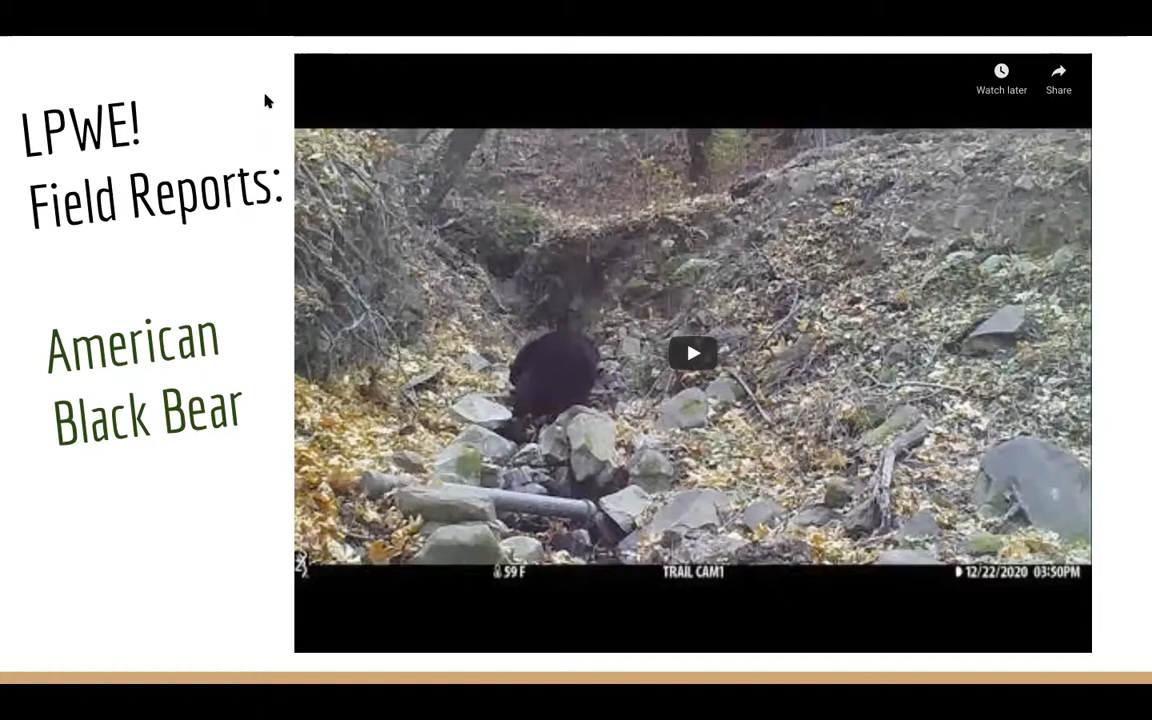 LPWE!
Field Reports:
American
Black Bear
Watch later
Share
59 F
TRAIL CAM1
12/22/2020 03:50PM